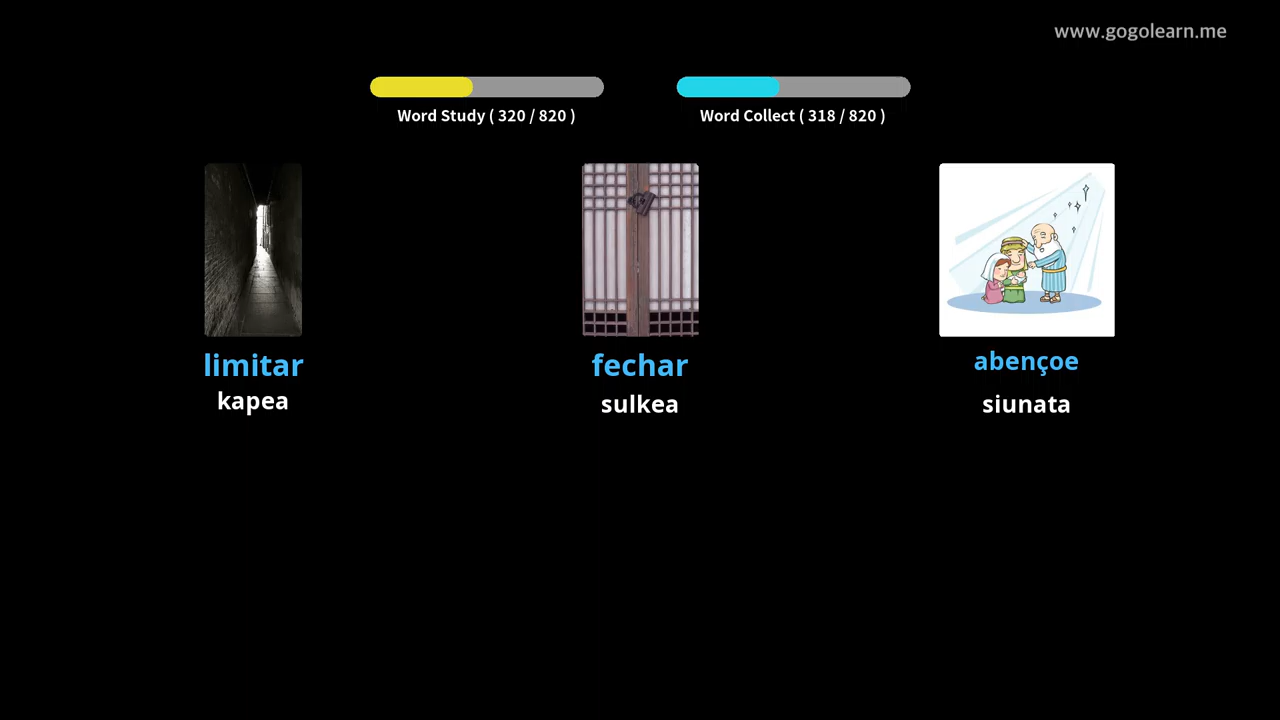 www.gogolearn.me
Word Study ( 320 / 820 )
Word Collect ( 318 / 820 )
limitar
kapea
fechar
sulkea
abençoe
siunata